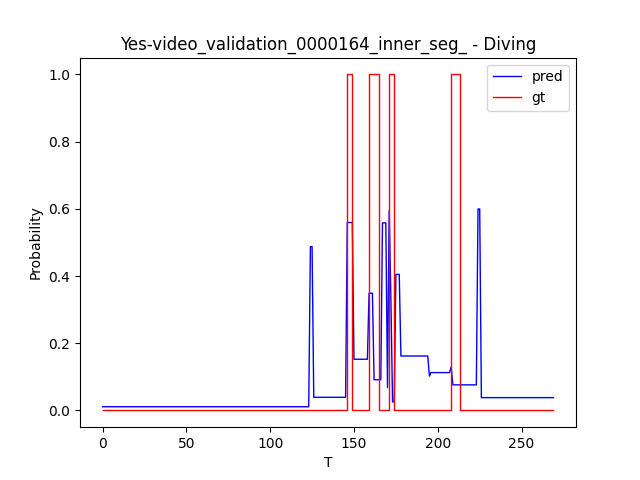 Yes-video_validation_0000164_inner_seg_ - Diving
pred
gt
1.0
0.8
0.6
0.4
0.2
0.0
Probability
0
50
100
150
200
250
T